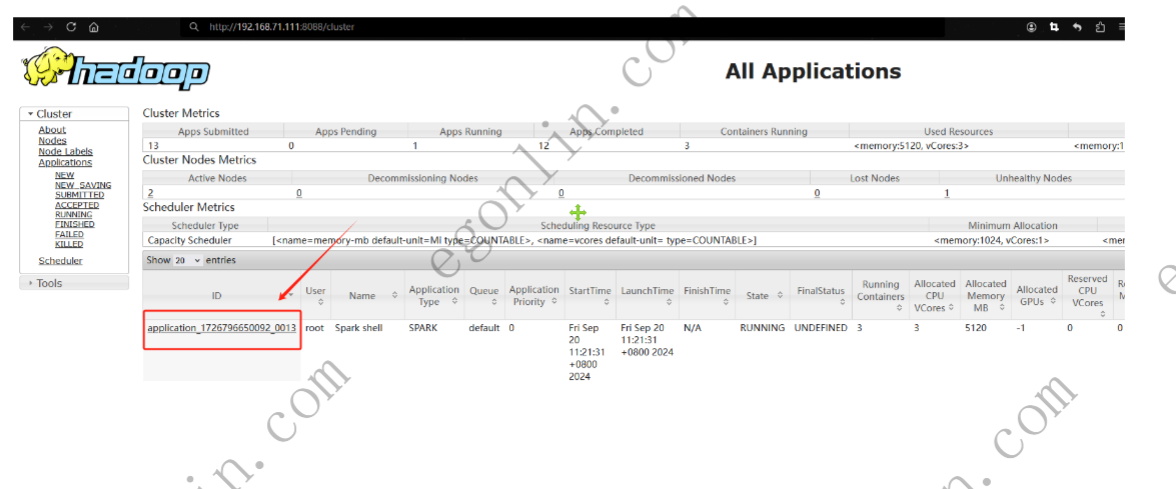 http://192.168.71.111:8088/cluster
hadoop
All Applications
Cluster
About
Nodes
Node Labels
Applications
NEW
NEW_SAVING
SUBMITTED
ACCEPTED
RUNNING
FINISHED
FAILED
KILLED
Scheduler
Tools
Cluster Metrics
Apps Submitted Apps Pending Apps Running Apps Completed Containers Running Used Resources
13 0 1 12 3 <memory:5120, vCores:3> <memory:1
Cluster Nodes Metrics
Active Nodes Decommissioning Nodes Decommissioned Nodes Lost Nodes Unhealthy Nodes
2 0 0 0 1
Scheduler Metrics
Scheduler Type Scheduling Resource Type Minimum Allocation
Capacity Scheduler [<name=memory-mb default-unit=Mi type=COUNTABLE>, <name=vcores default-unit= type=COUNTABLE>] <memory:1024, vCores:1> <mer
Show 20 entries
ID User Name Application Type Queue Application Priority StartTime LaunchTime FinishTime State FinalStatus Running Containers Allocated CPU VCores Allocated Memory MB Allocated GPUs Reserved CPU VCores
application_1726796650092_0013 root Spark shell SPARK default 0 Fri Sep 20 11:21:31 +0800 2024 Fri Sep 20 11:21:31 +0800 2024 N/A RUNNING UNDEFINED 3 3 5120 -1 0 0
egonlin.com
in.com
n.com